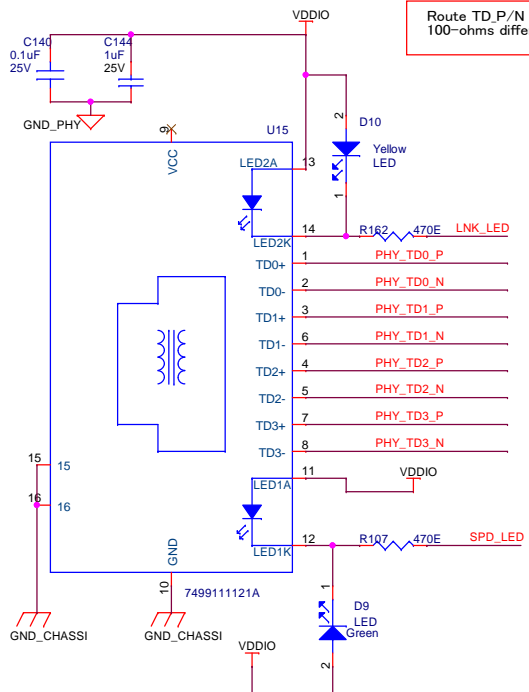 Route TD_P/N
100-ohms diffe
VDDIO
C140
0.1uF
25V
C144
1uF
25V
GND_PHY
9
VCC
U15
D10
2
Yellow
LED
1
LED2A
13
LED2K
14
R162
470E
LNK_LED
TD0+
1
PHY_TD0_P
TD0-
2
PHY_TD0_N
TD1+
3
PHY_TD1_P
TD1-
6
PHY_TD1_N
TD2+
4
PHY_TD2_P
TD2-
5
PHY_TD2_N
TD3+
7
PHY_TD3_P
TD3-
8
PHY_TD3_N
15
15
16
16
LED1A
11
VDDIO
LED1K
12
R107
470E
SPD_LED
GND
10
7499111121A
GND_CHASSI
GND_CHASSI
1
D9
LED
Green
2
VDDIO